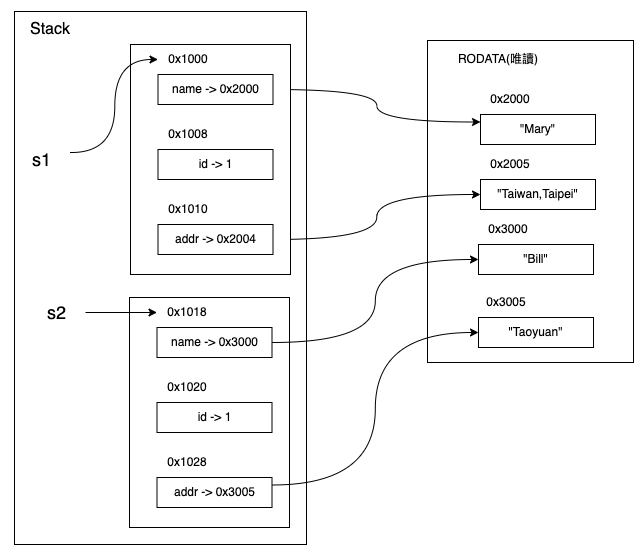 Stack
s1
0x1000
name -> 0x2000
0x1008
id -> 1
0x1010
addr -> 0x2004
s2
0x1018
name -> 0x3000
0x1020
id -> 1
0x1028
addr -> 0x3005
RODATA(唯讀)
0x2000
"Mary"
0x2005
"Taiwan,Taipei"
0x3000
"Bill"
0x3005
"Taoyuan"